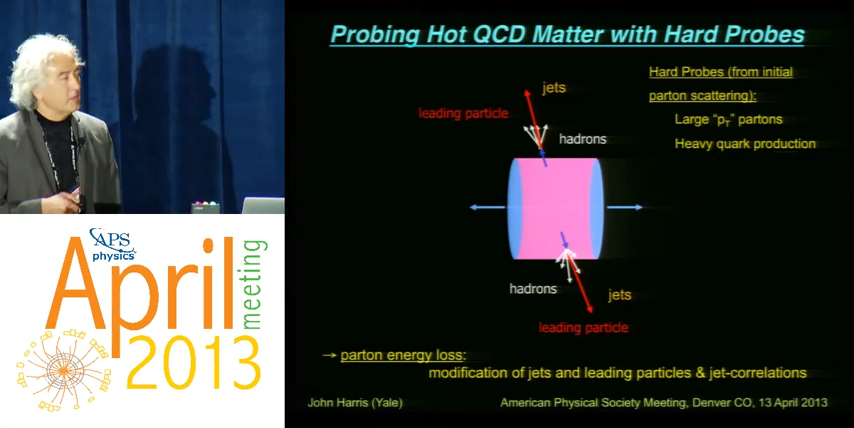 Probing Hot QCD Matter with Hard Probes
Hard Probes (from initial
parton scattering):
Large "pT" partons
Heavy quark production
jets
leading particle
hadrons
hadrons
jets
leading particle
→ parton energy loss:
modification of jets and leading particles & jet-correlations
John Harris (Yale)
American Physical Society Meeting, Denver CO, 13 April 2013
APS
physics
April
meeting
2013